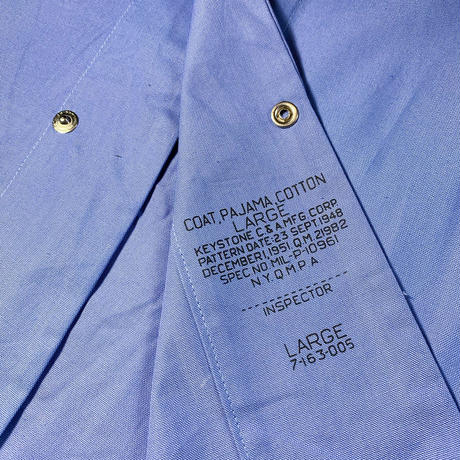 COAT, PAJAMA, COTTON
LARGE
KEYSTONE C.& A.MFG CORP.
PATTERN DATE-23 SEPT.1948
DECEMBER 1, 1951 Q.M. 21982
SPEC NO. MIL-P-10961
N.Y.Q.M.P.A
INSPECTOR
LARGE
7-163-005